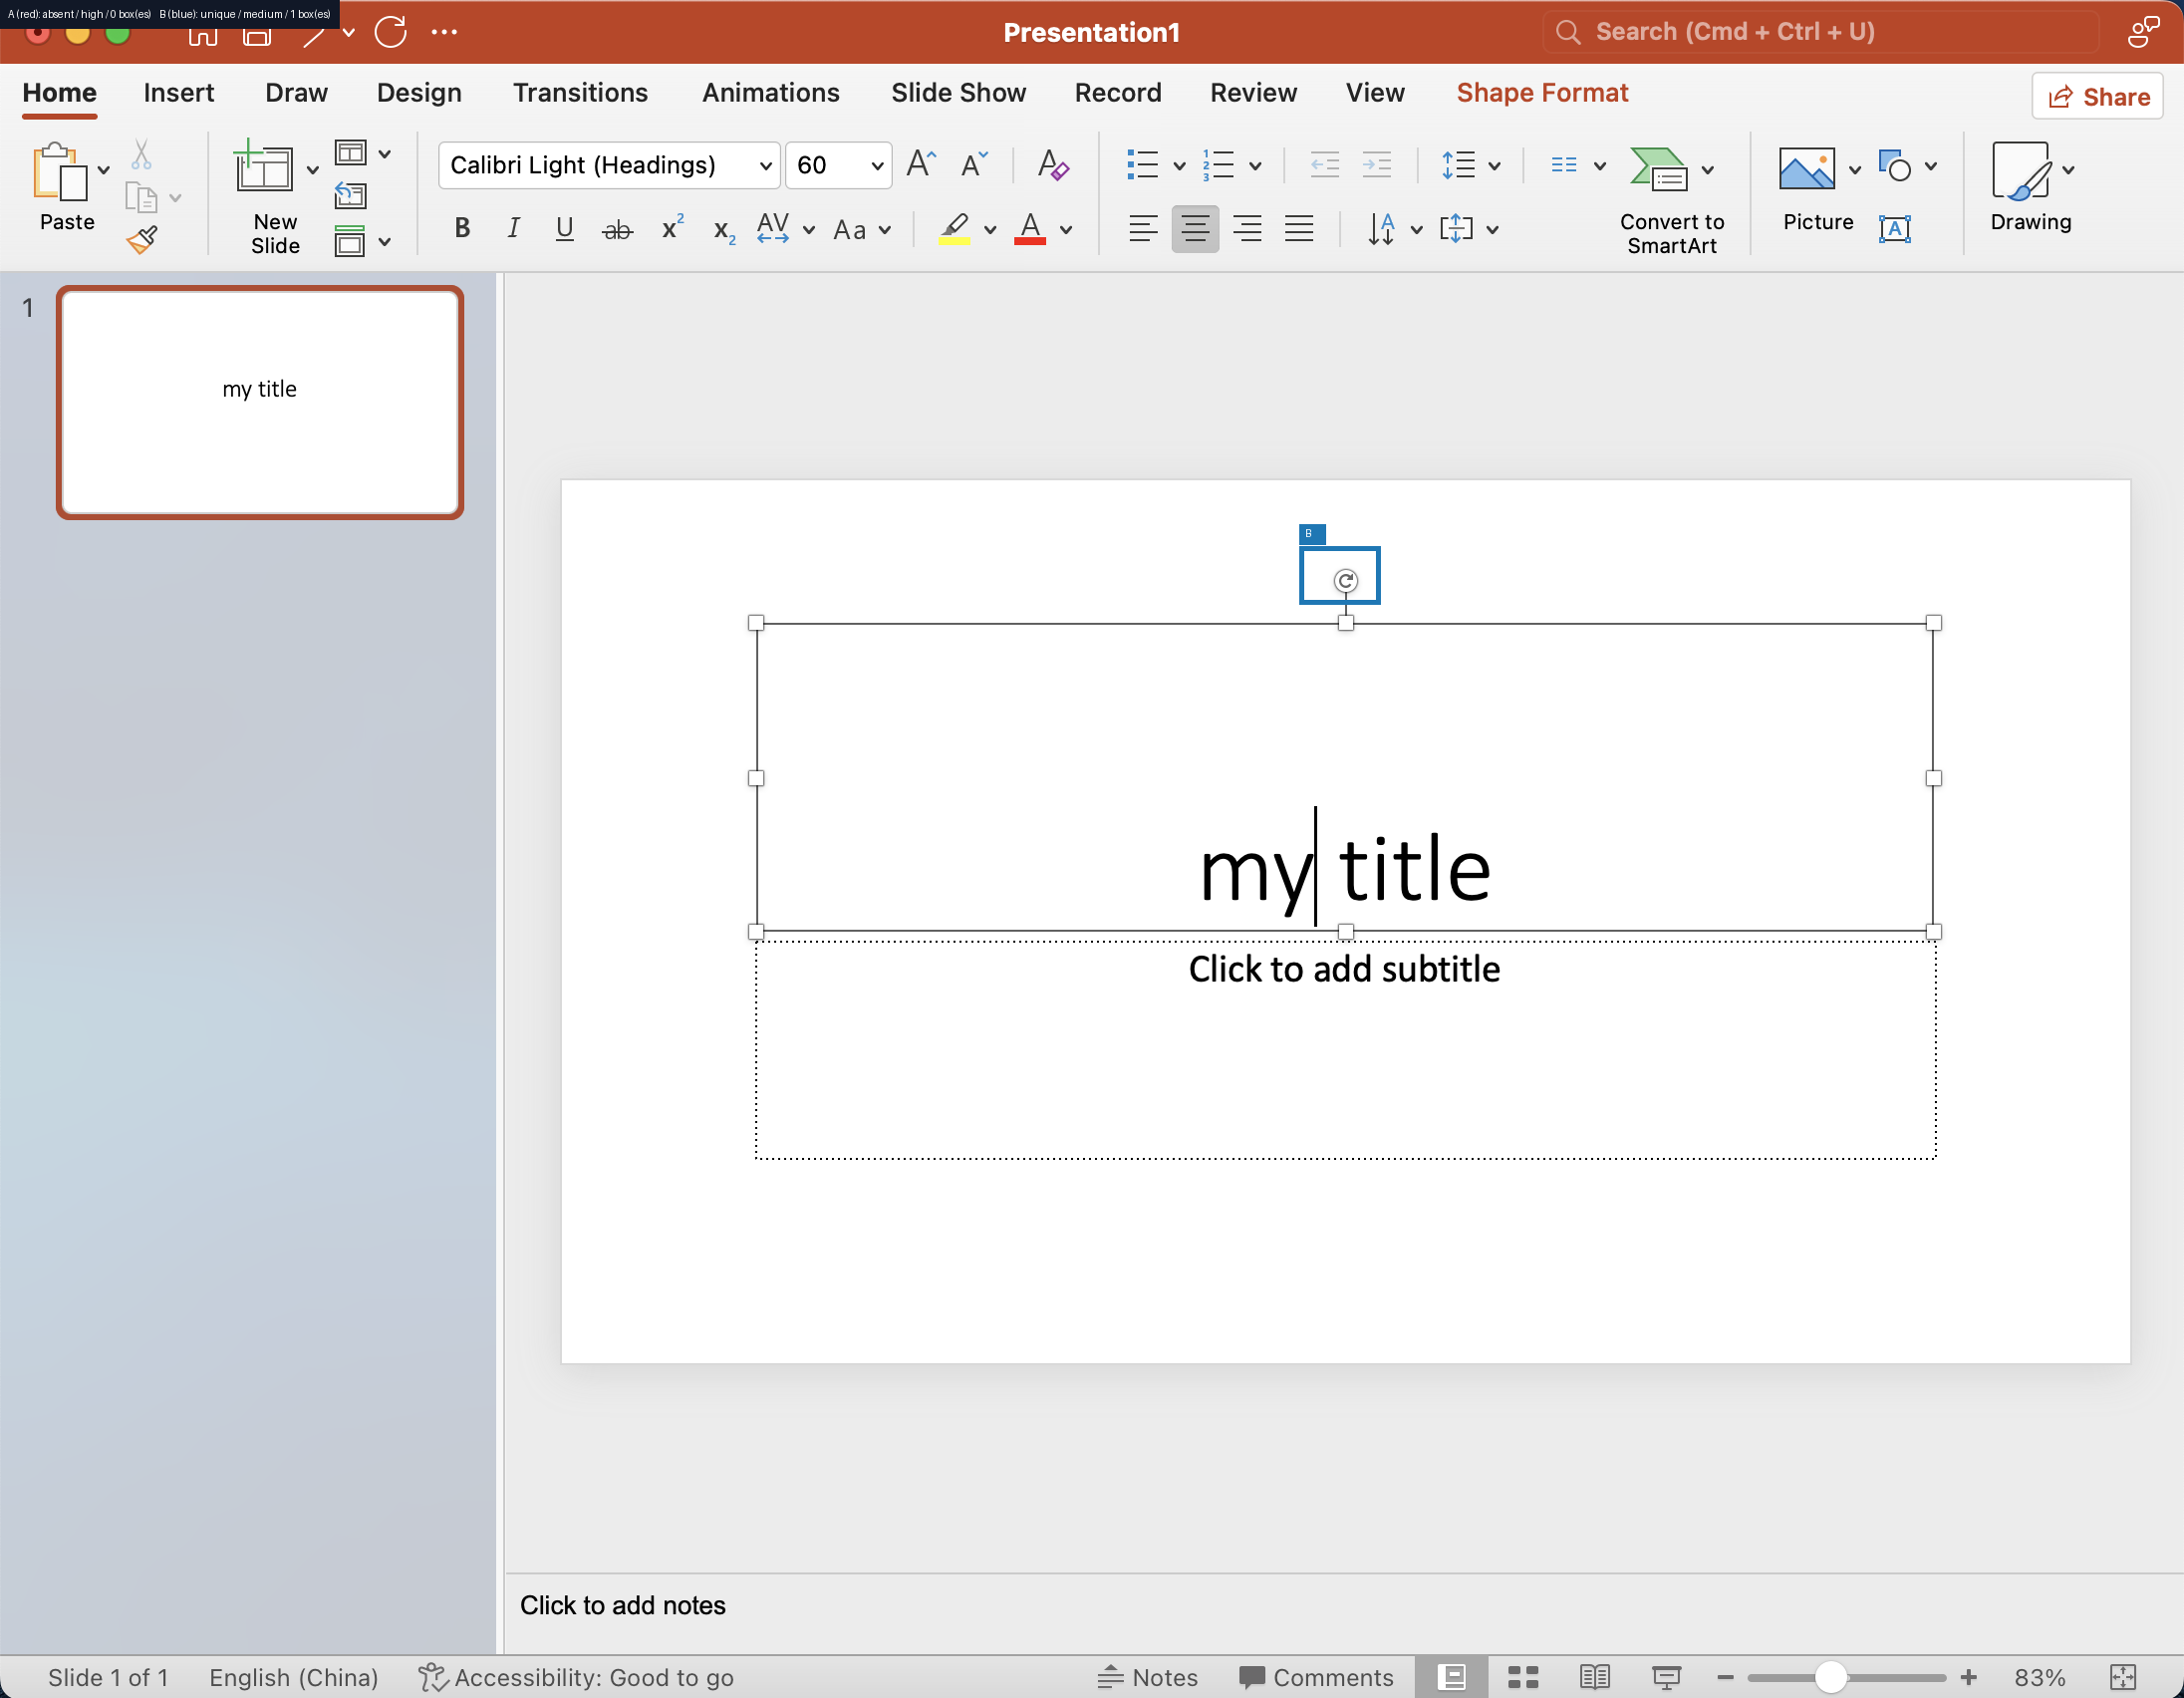 A (red): absent / high / 0 box(es) B (blue): unique / medium / 1 box(es)
Presentation1
Search (Cmd + Ctrl + U)
Home Insert Draw Design Transitions Animations Slide Show Record Review View Shape Format Share
Calibri Light (Headings) 60
Paste
New
Slide
Convert to
SmartArt
Picture
Drawing
1
my title
B
my title
Click to add subtitle
Click to add notes
Slide 1 of 1 English (China) Accessibility: Good to go Notes Comments 83%